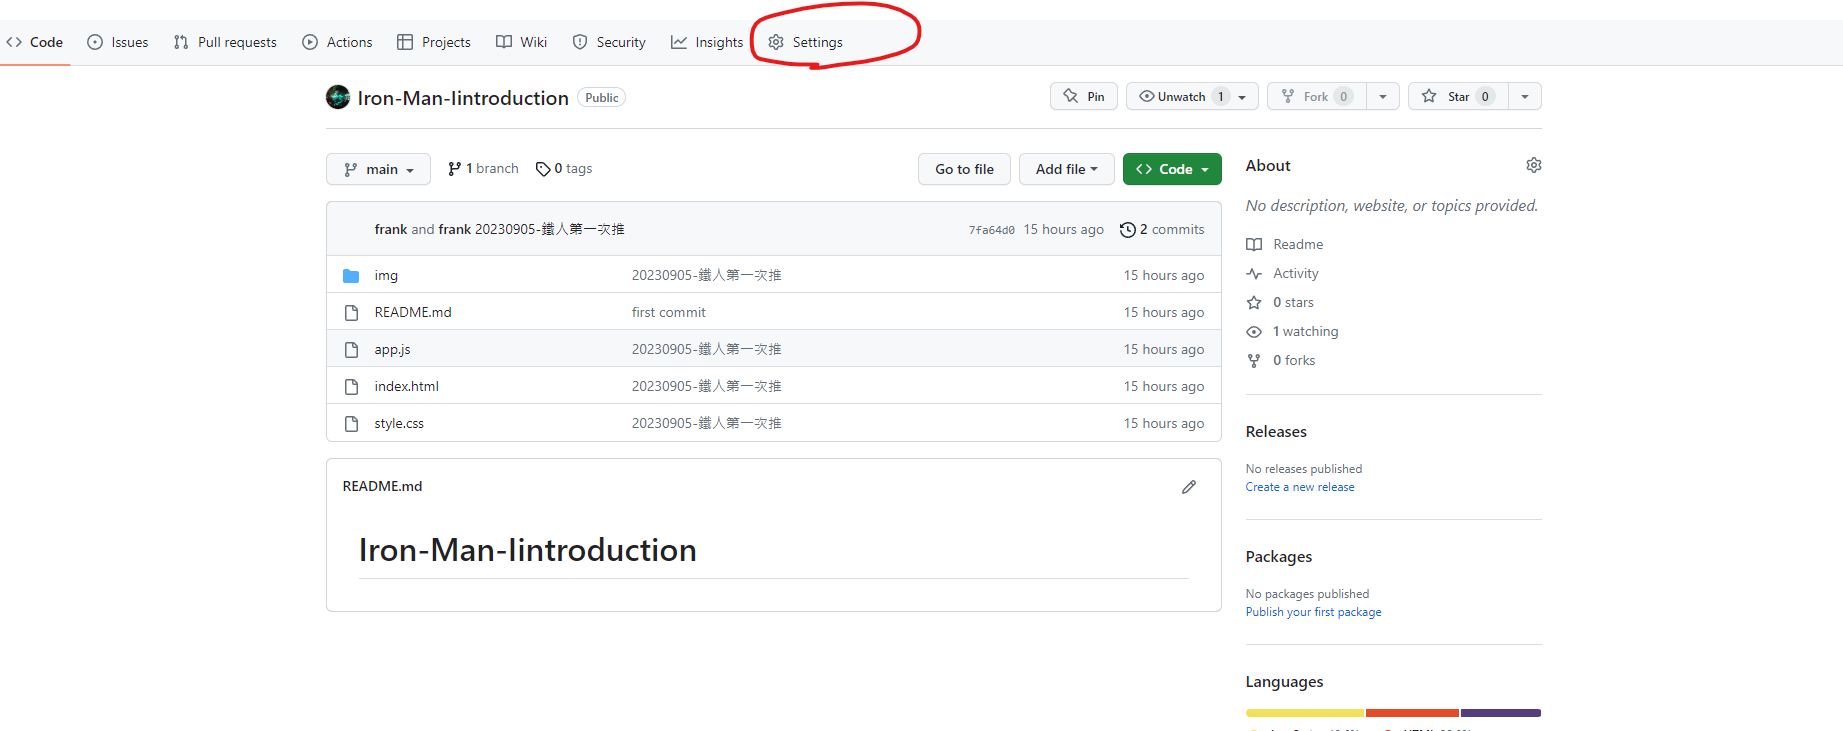 Code Issues Pull requests Actions Projects Wiki Security Insights Settings
Iron-Man-Iintroduction Public Pin Unwatch 1 Fork 0 Star 0
main 1 branch 0 tags Go to file Add file Code
frank and frank 20230905-鐵人第一次推 7fa64d0 15 hours ago 2 commits
img 20230905-鐵人第一次推 15 hours ago
README.md first commit 15 hours ago
app.js 20230905-鐵人第一次推 15 hours ago
index.html 20230905-鐵人第一次推 15 hours ago
style.css 20230905-鐵人第一次推 15 hours ago
README.md
Iron-Man-Iintroduction
About
No description, website, or topics provided.
Readme
Activity
0 stars
1 watching
0 forks
Releases
No releases published
Create a new release
Packages
No packages published
Publish your first package
Languages